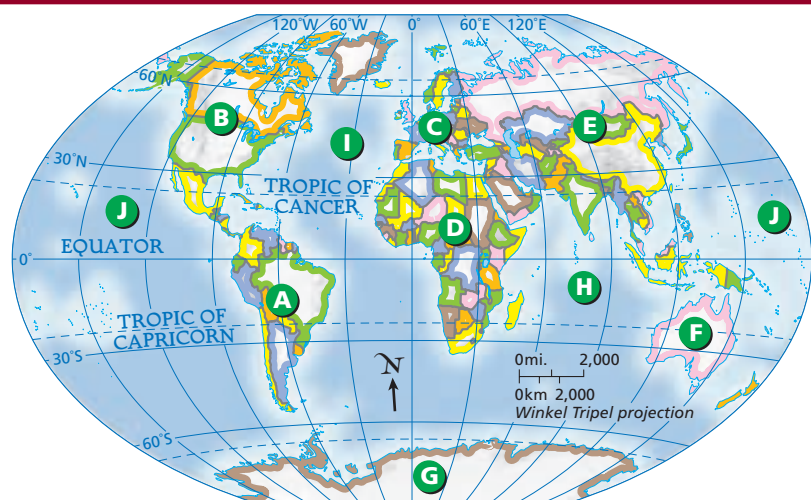 120°W 60°W 0° 60°E 120°E
60°N
B
C
E
I
30°N
TROPIC OF
CANCER
J
J
D
EQUATOR
0°
H
A
TROPIC OF
CAPRICORN
F
30°S
N
0mi. 2,000
0km 2,000
Winkel Tripel projection
60°S
G